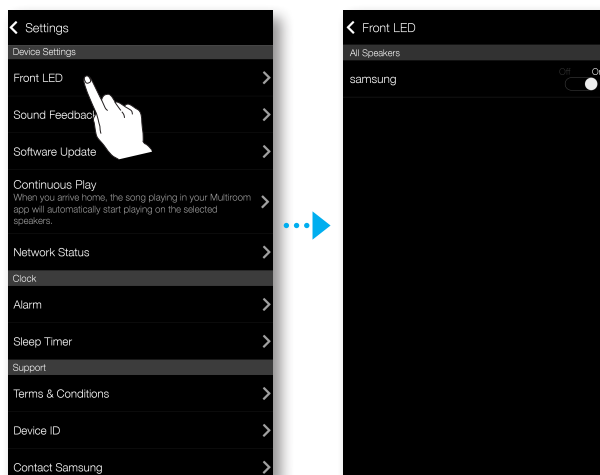 Settings
Device Settings
Front LED
Sound Feedback
Software Update
Continuous Play
When you arrive home, the song playing in your Multiroom
app will automatically start playing on the selected
speakers.
Network Status
Clock
Alarm
Sleep Timer
Support
Terms & Conditions
Device ID
Contact Samsung
Front LED
All Speakers
Off On
samsung